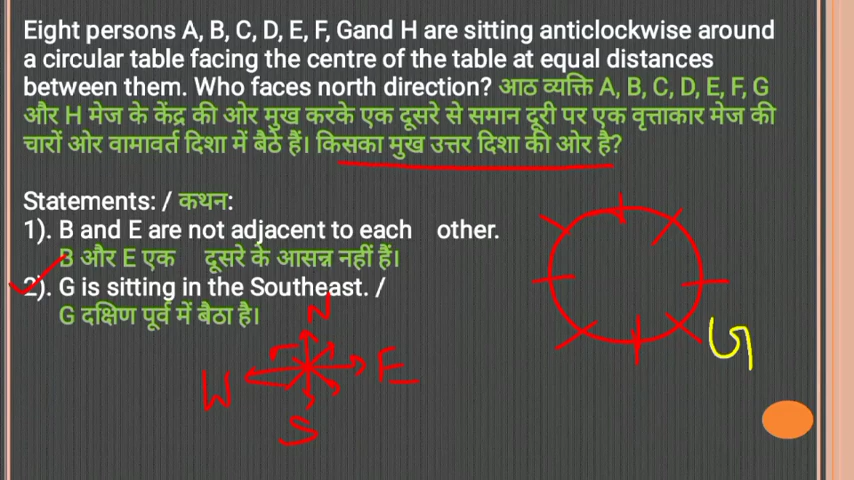 Eight persons A, B, C, D, E, F, Gand H are sitting anticlockwise around
a circular table facing the centre of the table at equal distances
between them. Who faces north direction? आठ व्यक्ति A, B, C, D, E, F, G
और H मेज के केंद्र की ओर मुख करके एक दूसरे से समान दूरी पर एक वृत्ताकार मेज की
चारों ओर वामावर्त दिशा में बैठे हैं। किसका मुख उत्तर दिशा की ओर है?
Statements: / कथन:
1). B and E are not adjacent to each other.
B और E एक दूसरे के आसन्न नहीं हैं।
2). G is sitting in the Southeast. /
G दक्षिण पूर्व में बैठा है।
N
W E
S
G